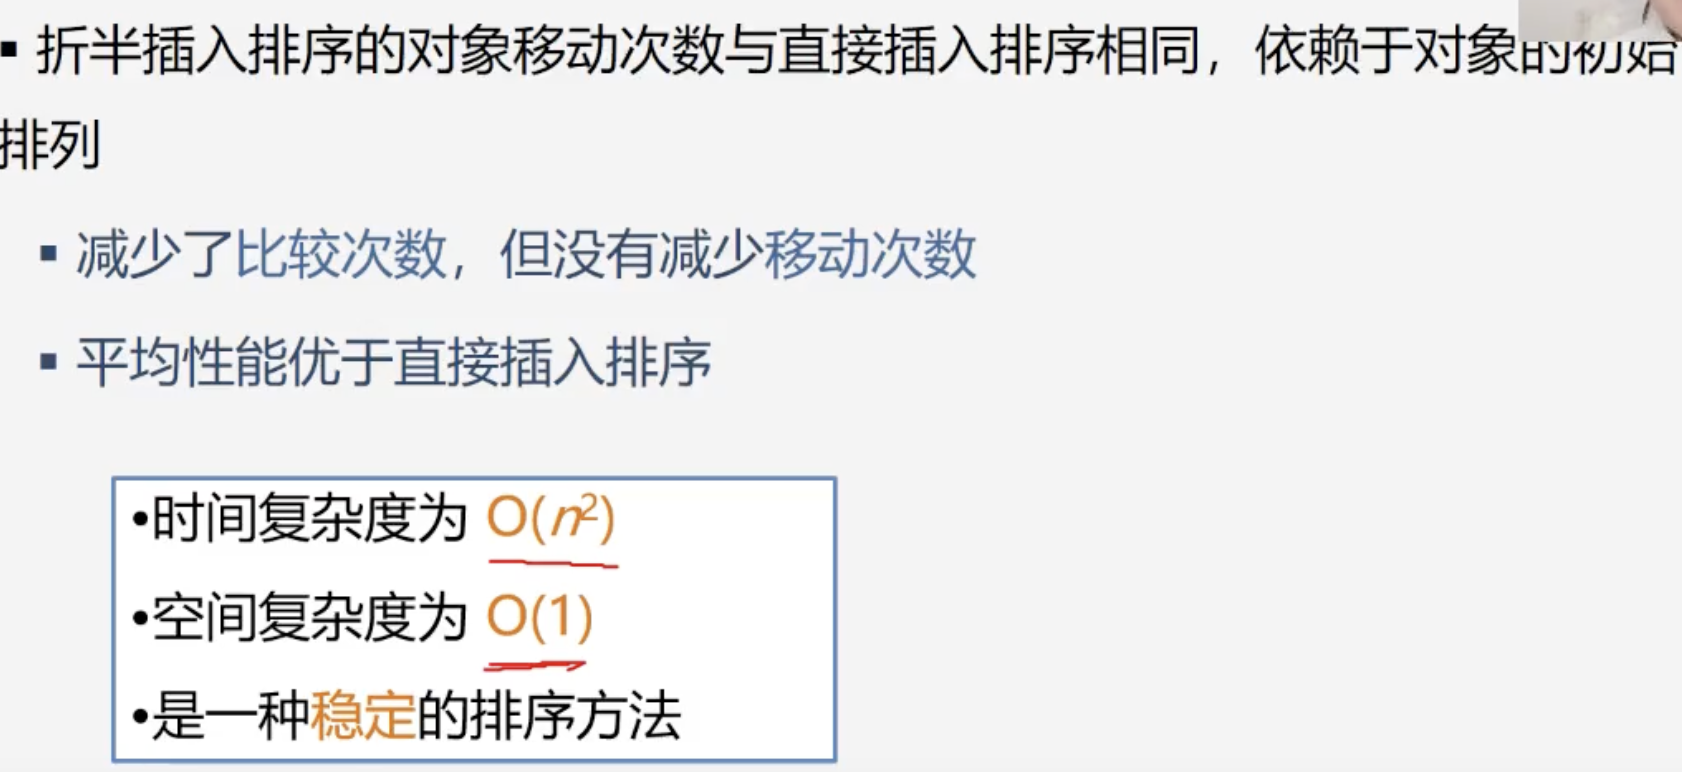 ▪ 折半插入排序的对象移动次数与直接插入排序相同，依赖于对象的初始
排列
▪ 减少了比较次数，但没有减少移动次数
▪ 平均性能优于直接插入排序
•时间复杂度为 O(n²)
•空间复杂度为 O(1)
•是一种稳定的排序方法